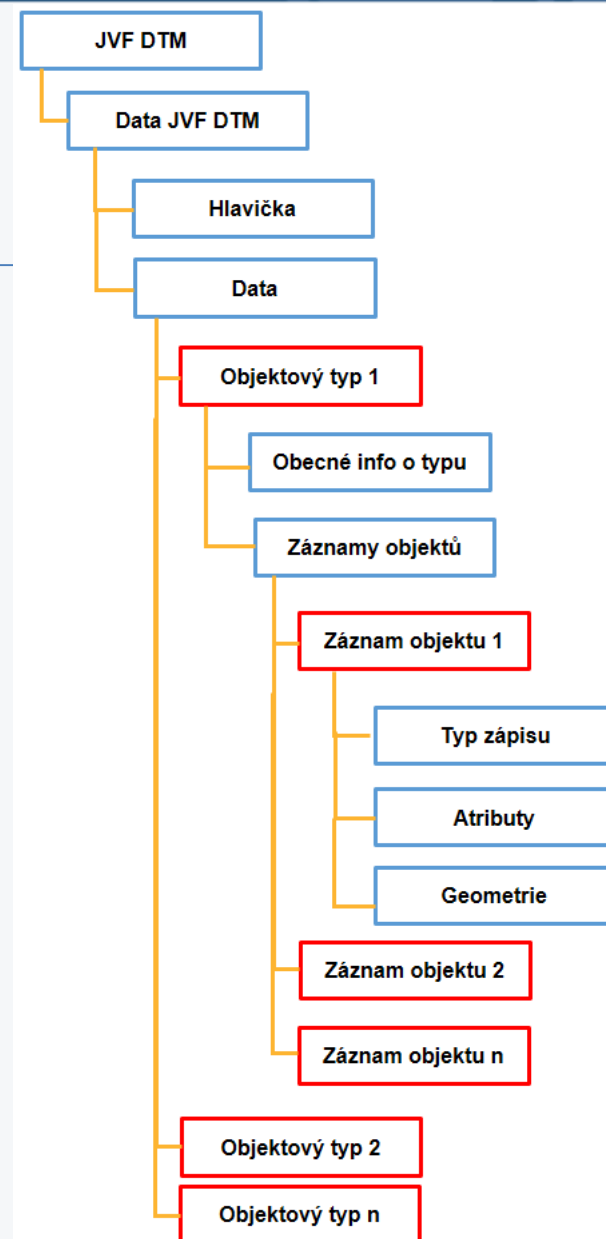 JVF DTM
Data JVF DTM
Hlavička
Data
Objektový typ 1
Obecné info o typu
Záznamy objektů
Záznam objektu 1
Typ zápisu
Atributy
Geometrie
Záznam objektu 2
Záznam objektu n
Objektový typ 2
Objektový typ n